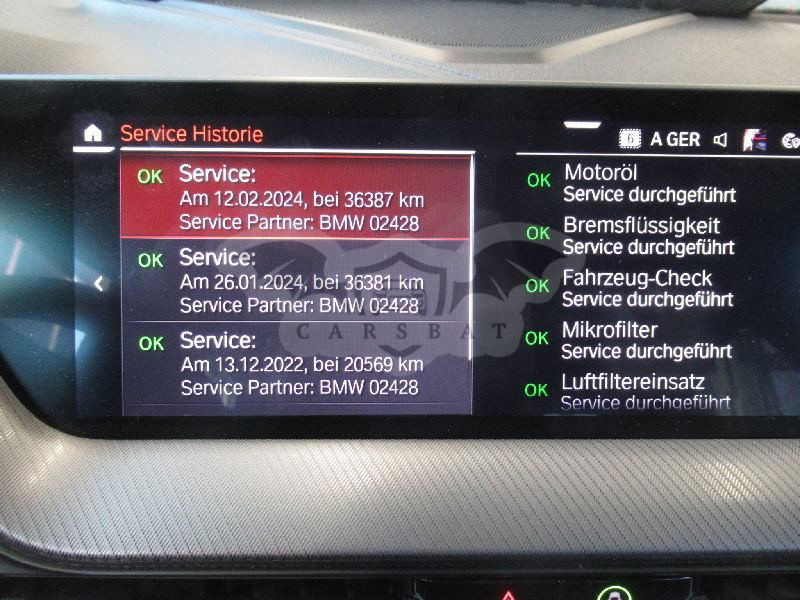 Service Historie
A GER
OK Service:
Am 12.02.2024, bei 36387 km
Service Partner: BMW 02428
OK Service:
Am 26.01.2024, bei 36381 km
Service Partner: BMW 02428
OK Service:
Am 13.12.2022, bei 20569 km
Service Partner: BMW 02428
OK Motoröl
Service durchgeführt
OK Bremsflüssigkeit
Service durchgeführt
OK Fahrzeug-Check
Service durchgeführt
OK Mikrofilter
Service durchgeführt
OK Luftfiltereinsatz
Service durchgeführt
CARSBAT